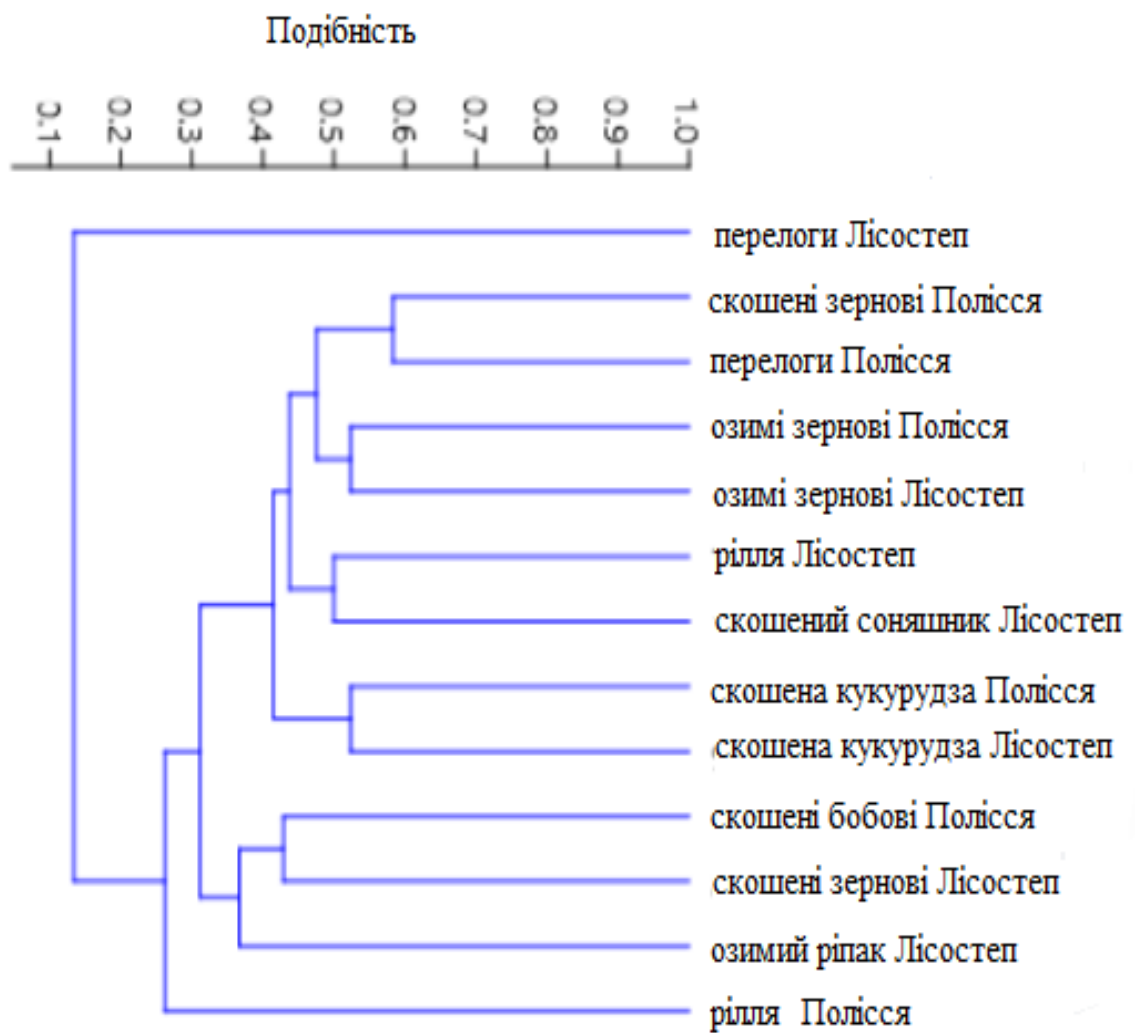 Подібність
0.1 0.2 0.3 0.4 0.5 0.6 0.7 0.8 0.9 1.0
перелоги Лісостеп
скошені зернові Полісся
перелоги Полісся
озимі зернові Полісся
озимі зернові Лісостеп
рілля Лісостеп
скошений соняшник Лісостеп
скошена кукурудза Полісся
скошена кукурудза Лісостеп
скошені бобові Полісся
скошені зернові Лісостеп
озимий ріпак Лісостеп
рілля Полісся